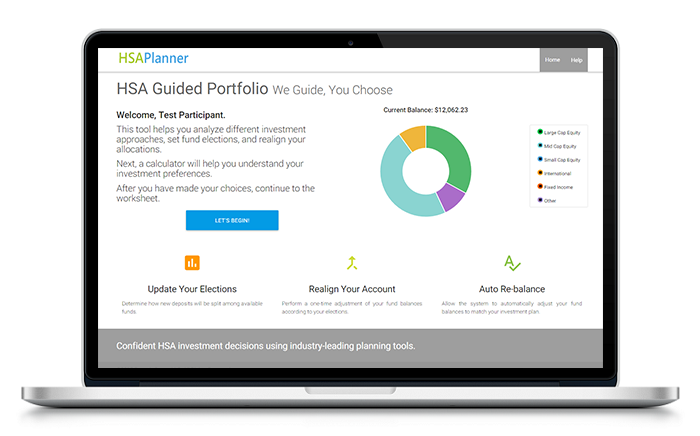 HSAPlanner
Home Help
HSA Guided Portfolio We Guide, You Choose
Welcome, Test Participant.
This tool helps you analyze different investment
approaches, set fund elections, and realign your
allocations.
Next, a calculator will help you understand your
investment preferences.
After you have made your choices, continue to the
worksheet.
LET'S BEGIN!
Current Balance: $12,062.23
Large Cap Equity
Mid Cap Equity
Small Cap Equity
International
Fixed Income
Other
Update Your Elections
Determine how new deposits will be split among available
funds.
Realign Your Account
Perform a one-time adjustment of your fund balances
according to your elections.
Auto Re-balance
Allow the system to automatically adjust your fund
balances to match your investment plan.
Confident HSA investment decisions using industry-leading planning tools.